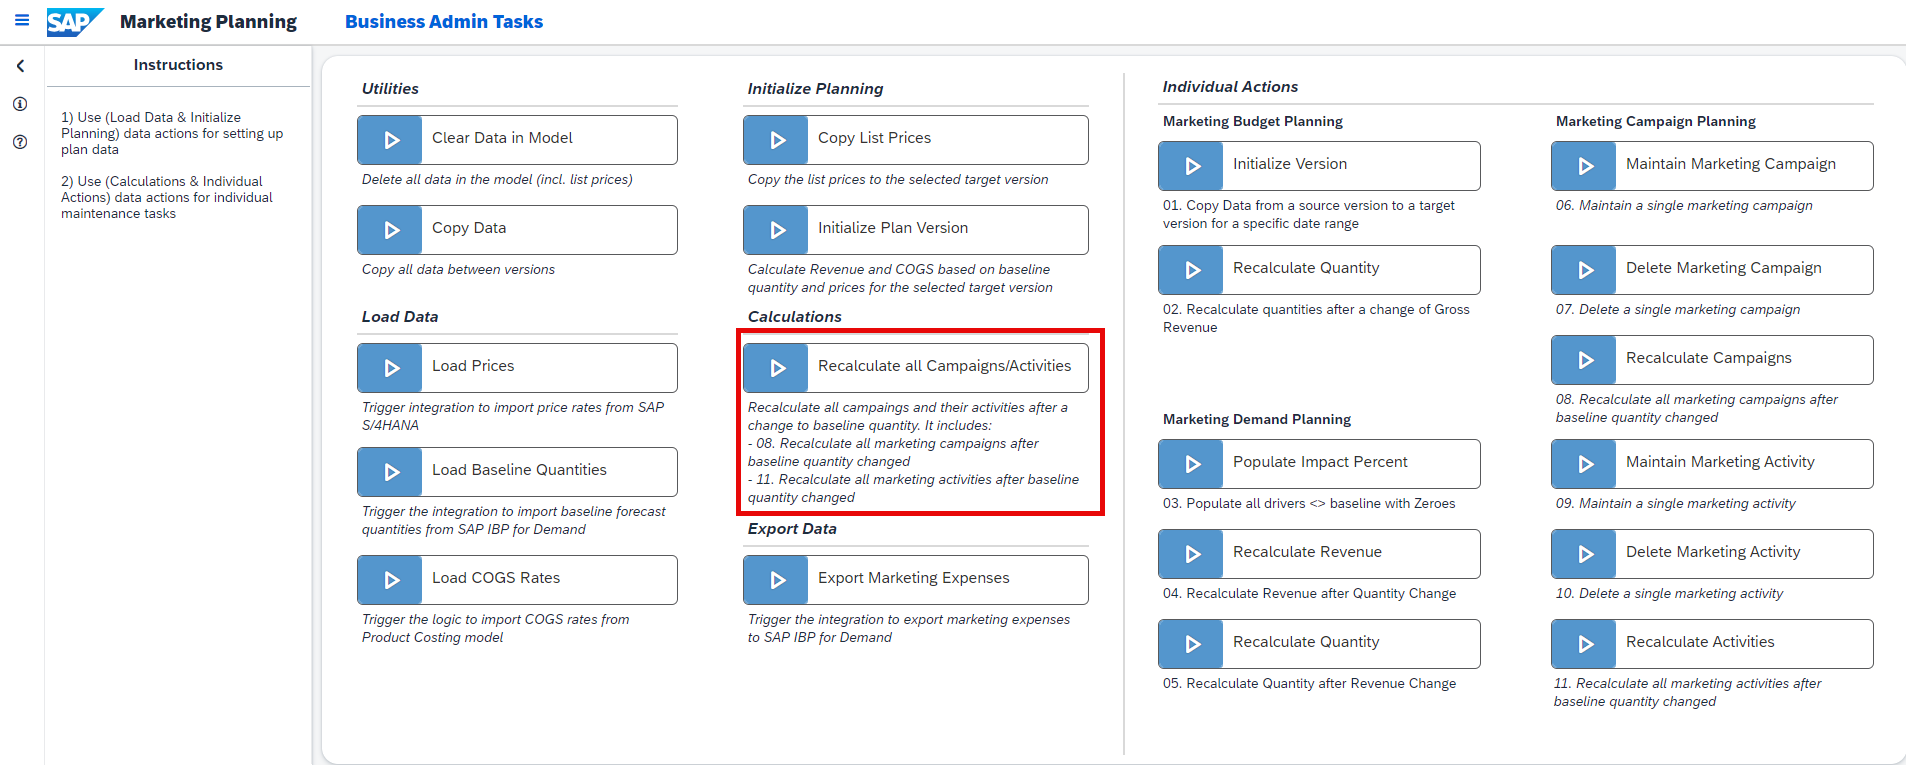 SAP Marketing Planning Business Admin Tasks
Instructions
1) Use (Load Data & Initialize
Planning) data actions for setting up
plan data
2) Use (Calculations & Individual
Actions) data actions for individual
maintenance tasks
Utilities
Clear Data in Model
Delete all data in the model (incl. list prices)
Copy Data
Copy all data between versions
Load Data
Load Prices
Trigger integration to import price rates from SAP
S/4HANA
Load Baseline Quantities
Trigger the integration to import baseline forecast
quantities from SAP IBP for Demand
Load COGS Rates
Trigger the logic to import COGS rates from
Product Costing model
Initialize Planning
Copy List Prices
Copy the list prices to the selected target version
Initialize Plan Version
Calculate Revenue and COGS based on baseline
quantity and prices for the selected target version
Calculations
Recalculate all Campaigns/Activities
Recalculate all campaings and their activities after a
change to baseline quantity. It includes:
- 08. Recalculate all marketing campaigns after
baseline quantity changed
- 11. Recalculate all marketing activities after baseline
quantity changed
Export Data
Export Marketing Expenses
Trigger the integration to export marketing expenses
to SAP IBP for Demand
Individual Actions
Marketing Budget Planning
Initialize Version
01. Copy Data from a source version to a target
version for a specific date range
Recalculate Quantity
02. Recalculate quantities after a change of Gross
Revenue
Marketing Demand Planning
Populate Impact Percent
03. Populate all drivers <> baseline with Zeroes
Recalculate Revenue
04. Recalculate Revenue after Quantity Change
Recalculate Quantity
05. Recalculate Quantity after Revenue Change
Marketing Campaign Planning
Maintain Marketing Campaign
06. Maintain a single marketing campaign
Delete Marketing Campaign
07. Delete a single marketing campaign
Recalculate Campaigns
08. Recalculate all marketing campaigns after
baseline quantity changed
Maintain Marketing Activity
09. Maintain a single marketing activity
Delete Marketing Activity
10. Delete a single marketing activity
Recalculate Activities
11. Recalculate all marketing activities after
baseline quantity changed